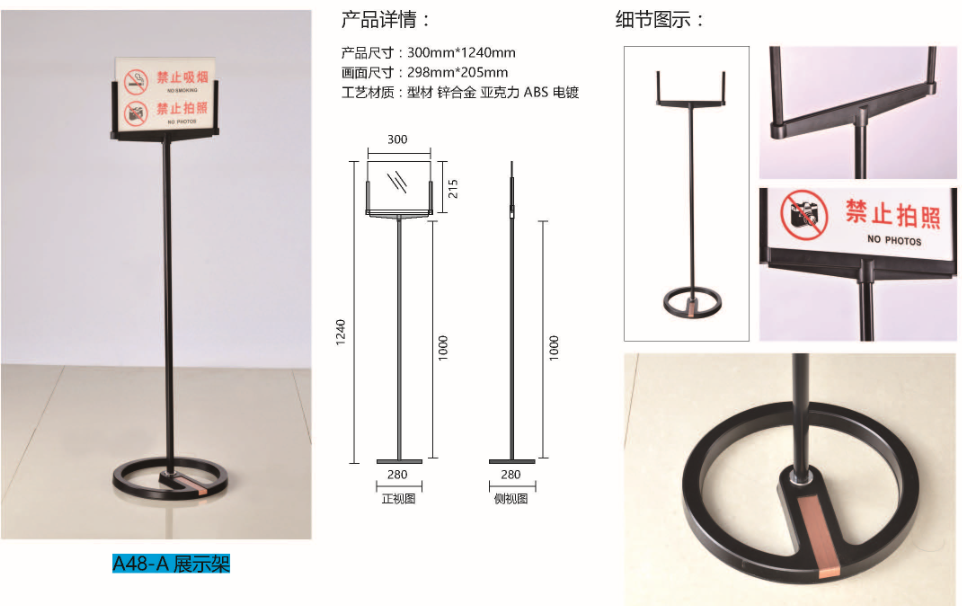 禁止吸烟
NO SMOKING
禁止拍照
NO PHOTOS
A48-A 展示架
产品详情：
产品尺寸：300mm*1240mm
画面尺寸：298mm*205mm
工艺材质：型材 锌合金 亚克力 ABS 电镀
300
215
1240
1000
1000
280
280
正视图
侧视图
细节图示：
禁止拍照
NO PHOTOS